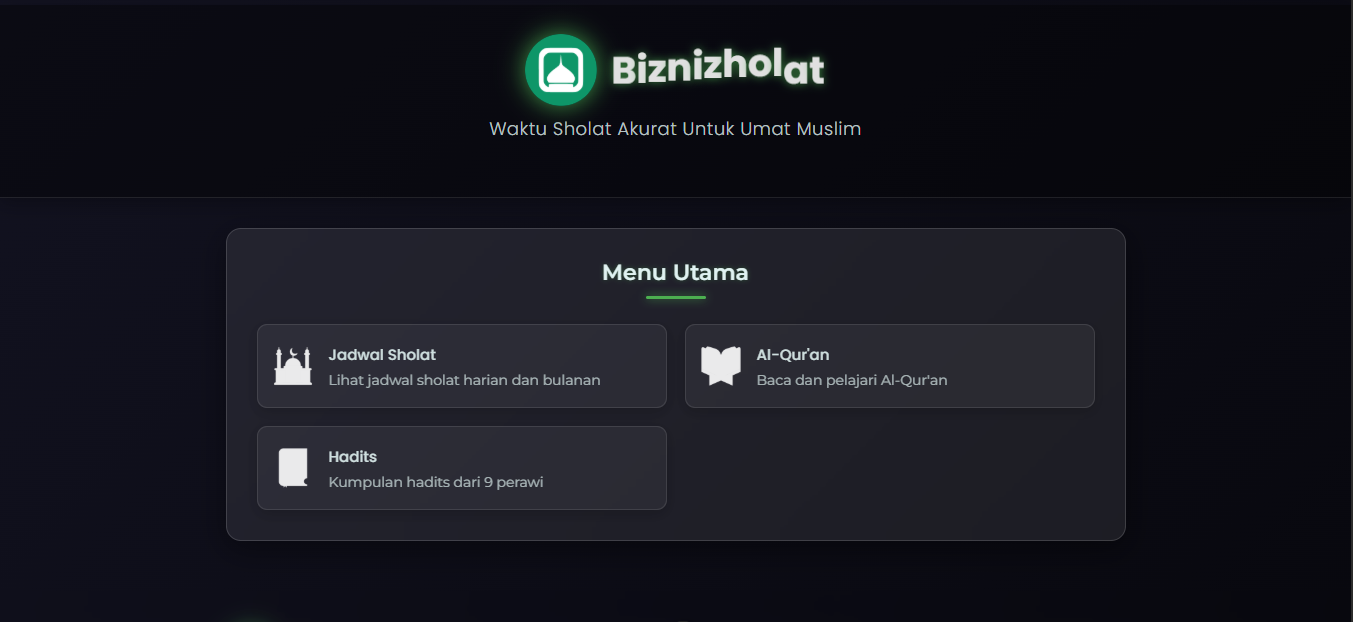 Biznizholat
Waktu Sholat Akurat Untuk Umat Muslim
Menu Utama
Jadwal Sholat
Lihat jadwal sholat harian dan bulanan
Al-Qur'an
Baca dan pelajari Al-Qur'an
Hadits
Kumpulan hadits dari 9 perawi